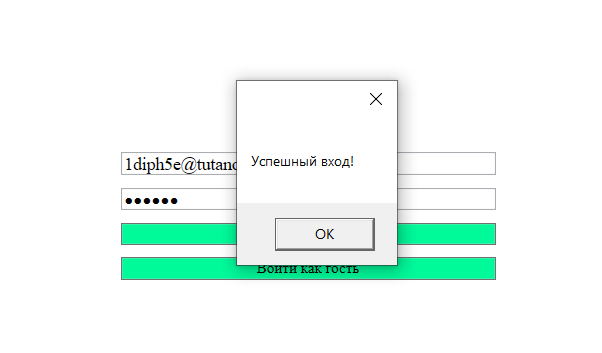 1diph5e@tutano
Успешный вход!
OK
Войти как гость